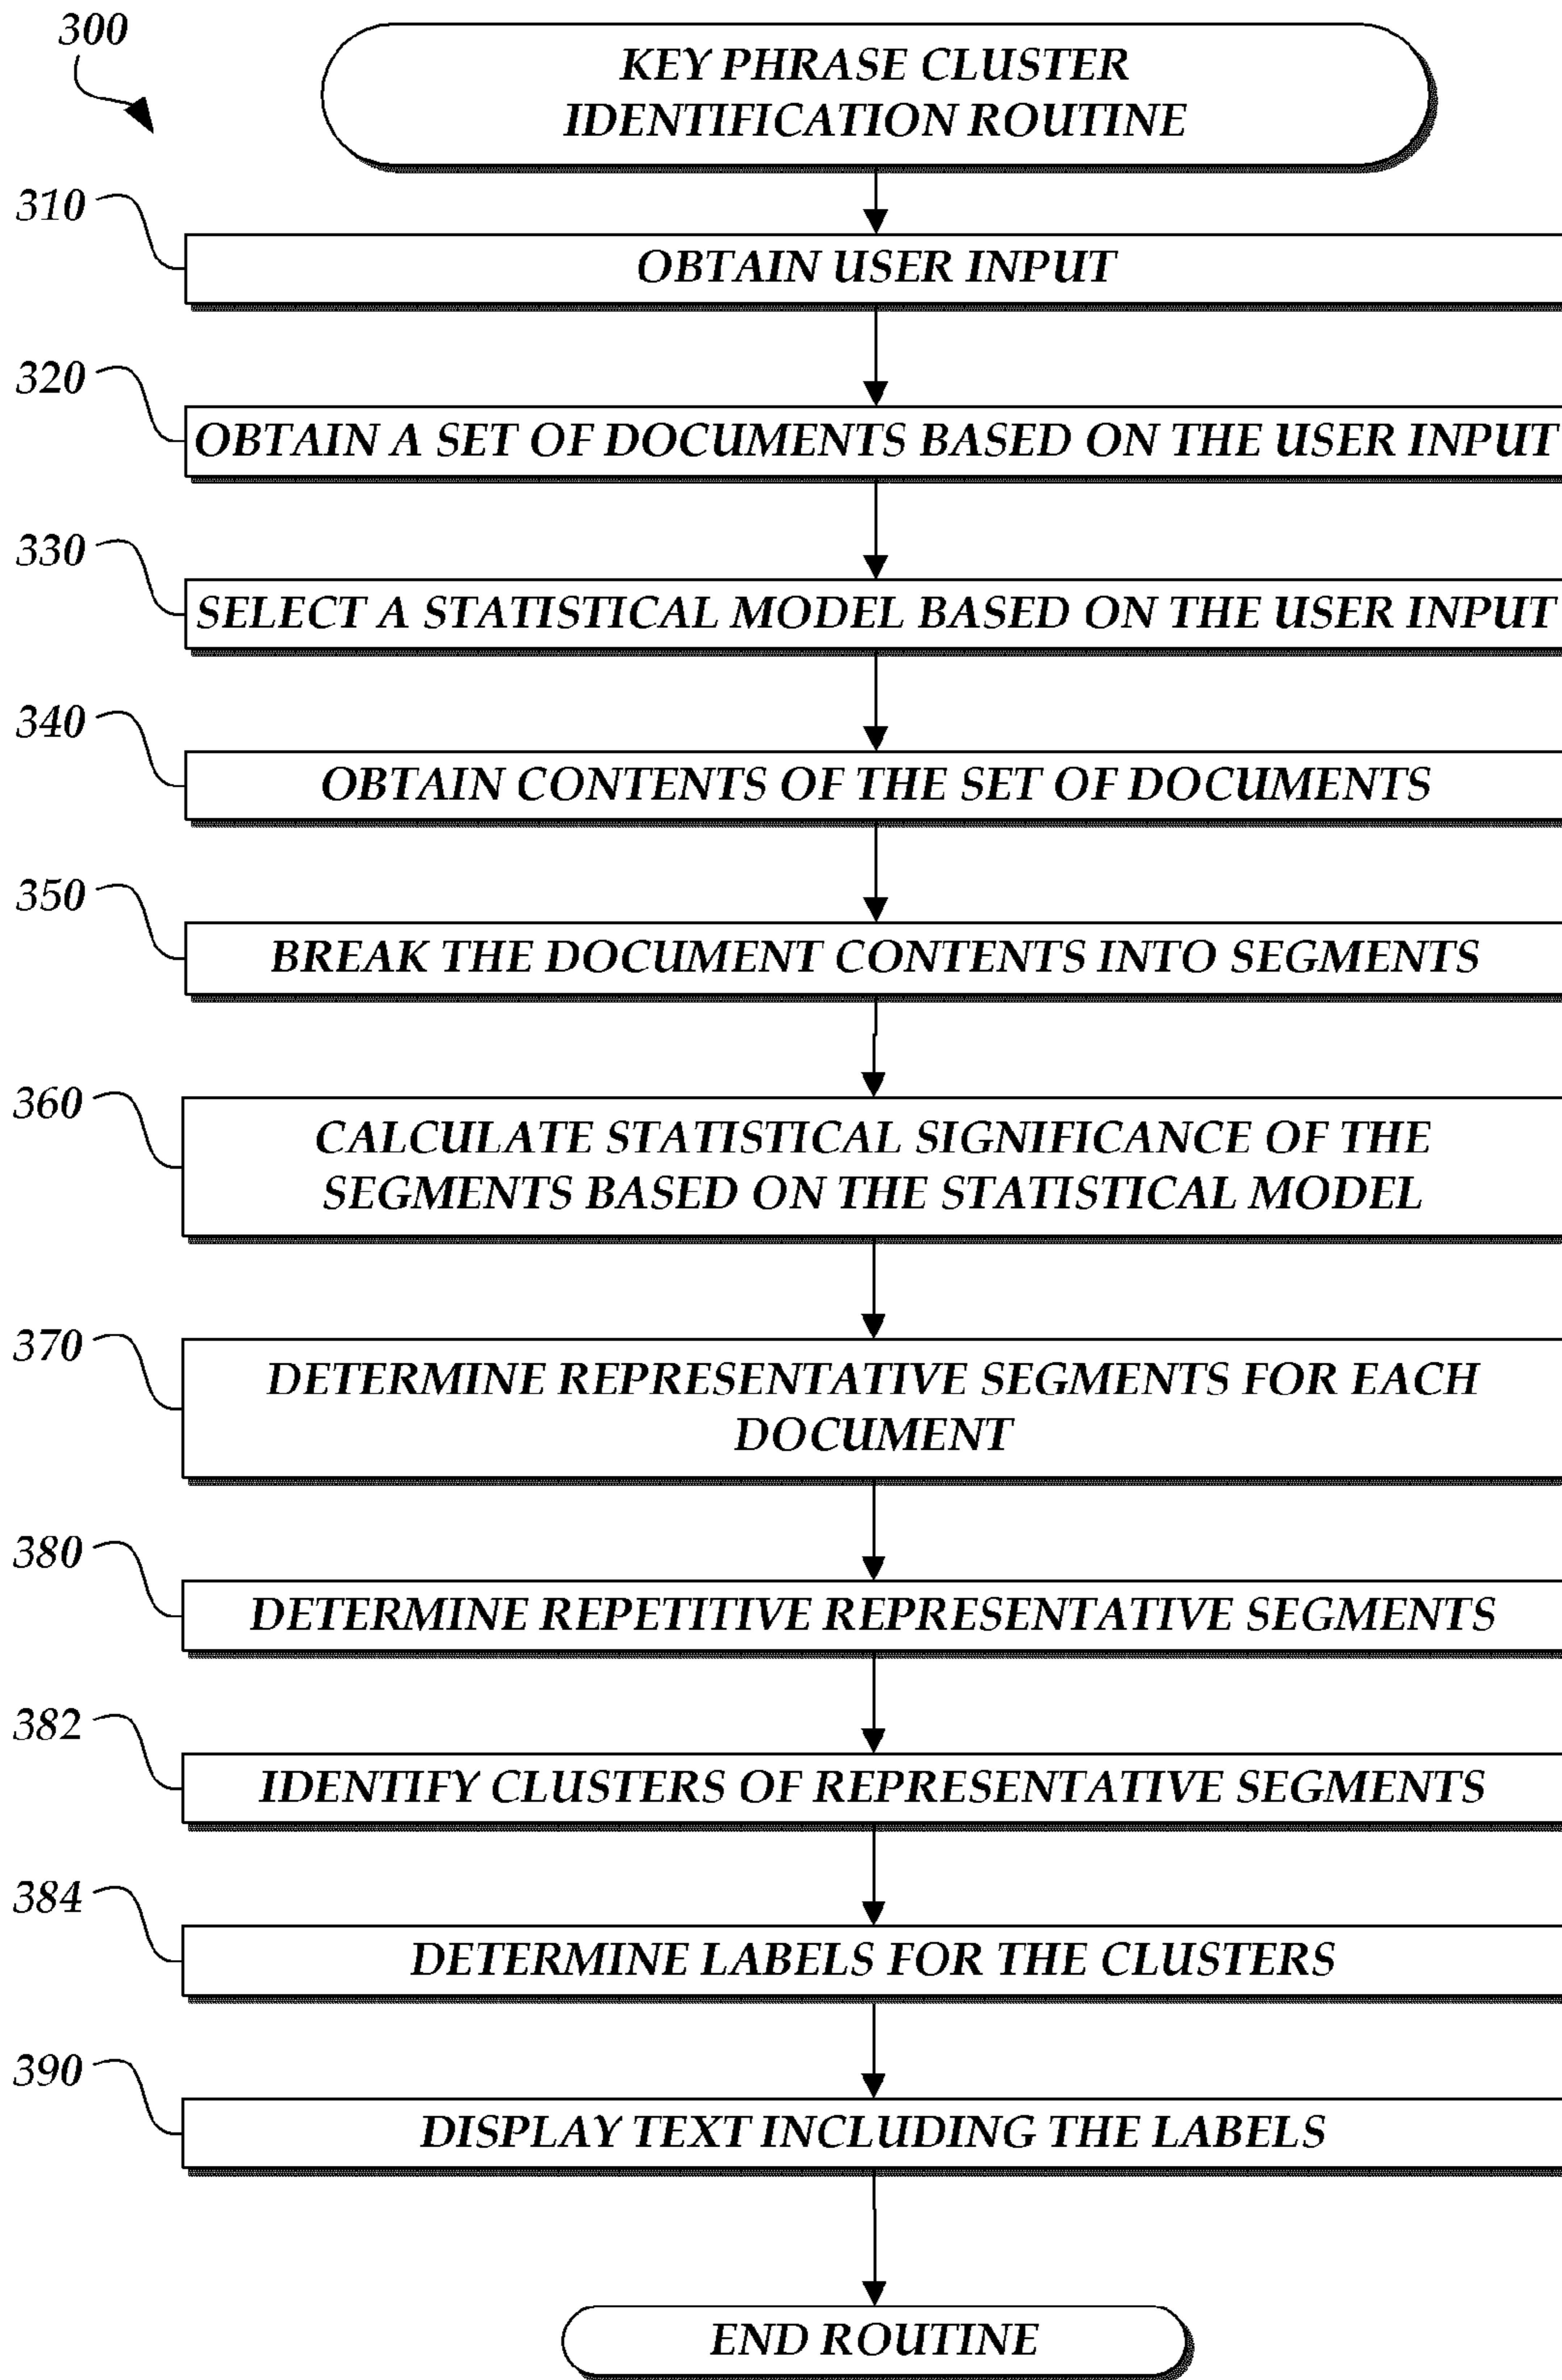 300
KEY PHRASE CLUSTER
IDENTIFICATION ROUTINE
310
OBTAIN USER INPUT
320
OBTAIN A SET OF DOCUMENTS BASED ON THE USER INPUT
330
SELECT A STATISTICAL MODEL BASED ON THE USER INPUT
340
OBTAIN CONTENTS OF THE SET OF DOCUMENTS
350
BREAK THE DOCUMENT CONTENTS INTO SEGMENTS
360
CALCULATE STATISTICAL SIGNIFICANCE OF THE
SEGMENTS BASED ON THE STATISTICAL MODEL
370
DETERMINE REPRESENTATIVE SEGMENTS FOR EACH
DOCUMENT
380
DETERMINE REPETITIVE REPRESENTATIVE SEGMENTS
382
IDENTIFY CLUSTERS OF REPRESENTATIVE SEGMENTS
384
DETERMINE LABELS FOR THE CLUSTERS
390
DISPLAY TEXT INCLUDING THE LABELS
END ROUTINE